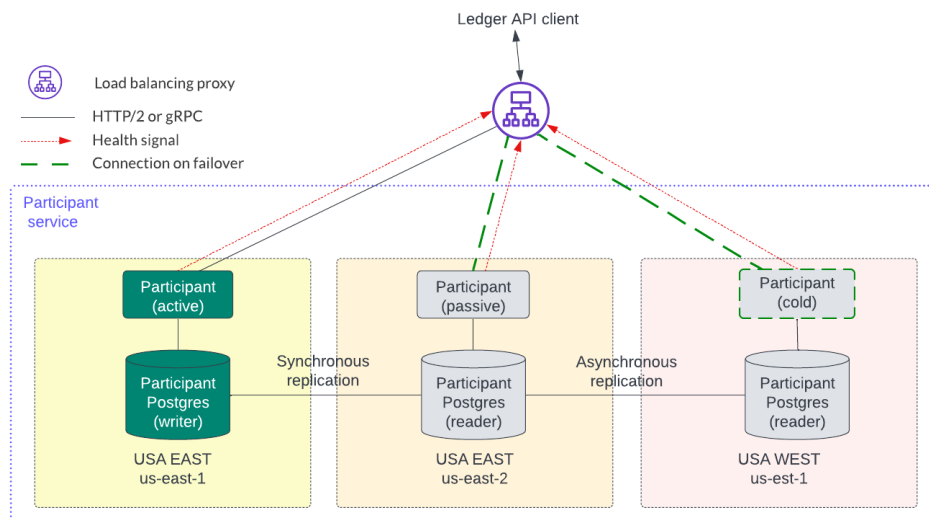 Ledger API client
Load balancing proxy
HTTP/2 or gRPC
Health signal
Connection on failover
Participant
service
Participant
(active)
Participant
(passive)
Participant
(cold)
Synchronous
replication
Asynchronous
replication
Participant
Postgres
(writer)
Participant
Postgres
(reader)
Participant
Postgres
(reader)
USA EAST
us-east-1
USA EAST
us-east-2
USA WEST
us-est-1